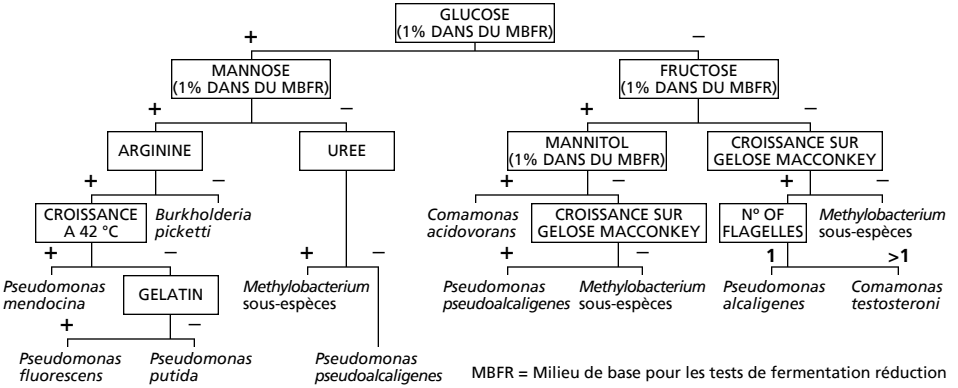 GLUCOSE
(1% DANS DU MBFR)
+
–
MANNOSE
(1% DANS DU MBFR)
FRUCTOSE
(1% DANS DU MBFR)
+
–
+
–
ARGININE
UREE
MANNITOL
(1% DANS DU MBFR)
CROISSANCE SUR
GELOSE MACCONKEY
+
–
+
–
+
–
CROISSANCE
A 42 °C
Burkholderia
picketti
Comamonas
acidovorans
CROISSANCE SUR
GELOSE MACCONKEY
Nº OF
FLAGELLES
Methylobacterium
sous-espèces
+
–
+
–
+
–
1
>1
Pseudomonas
mendocina
GELATIN
Methylobacterium
sous-espèces
Pseudomonas
pseudoalcaligenes
Methylobacterium
sous-espèces
Pseudomonas
alcaligenes
Comamonas
testosteroni
+
–
Pseudomonas
fluorescens
Pseudomonas
putida
Pseudomonas
pseudoalcaligenes
MBFR = Milieu de base pour les tests de fermentation réduction